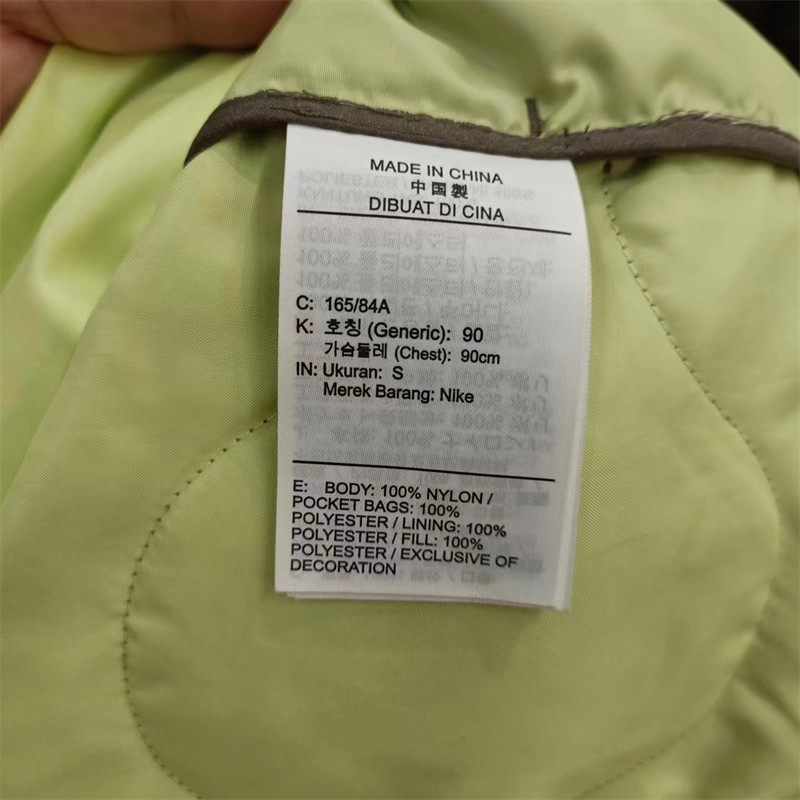 MADE IN CHINA
中国製
DIBUAT DI CINA
C: 165/84A
K: 호칭 (Generic): 90
가슴둘레 (Chest): 90cm
IN: Ukuran: S
Merek Barang: Nike
E: BODY: 100% NYLON /
POCKET BAGS: 100%
POLYESTER / LINING: 100%
POLYESTER / FILL: 100%
POLYESTER / EXCLUSIVE OF
DECORATION